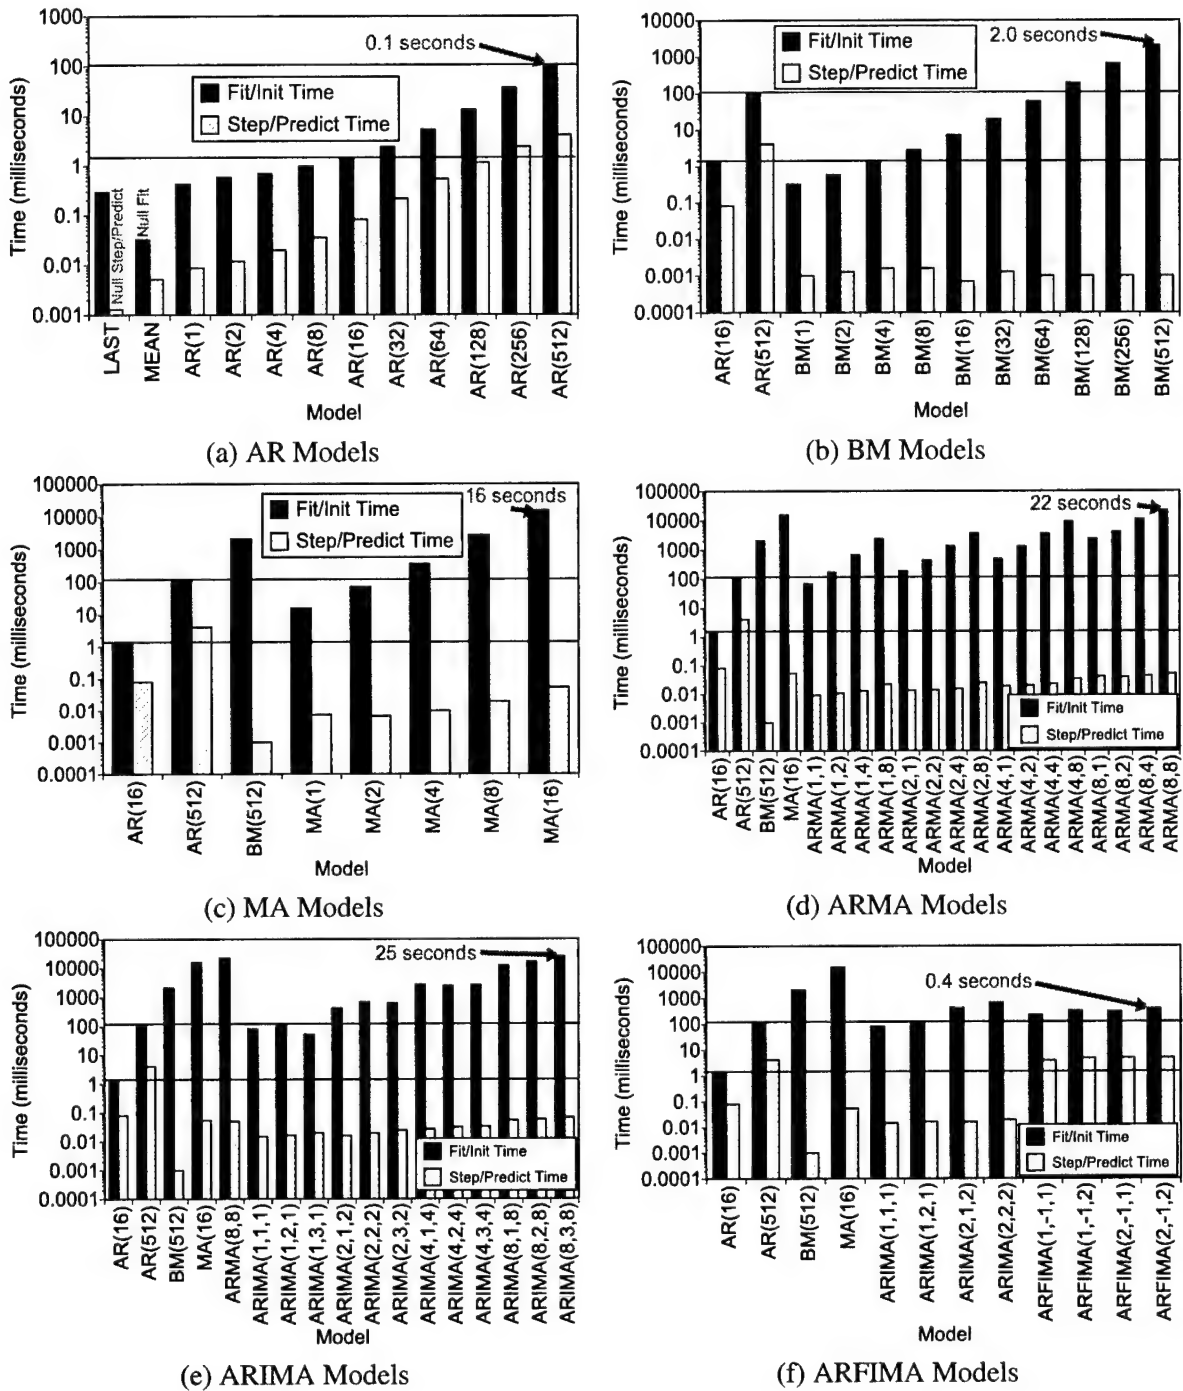 1000
100
10
1
0.1
0.01
0.001
Time (milliseconds)
0.1 seconds
Fit/Init Time
Step/Predict Time
Null Step/Predict
Null Fit
LAST
MEAN
AR(1)
AR(2)
AR(4)
AR(8)
AR(16)
AR(32)
AR(64)
AR(128)
AR(256)
AR(512)
Model
(a) AR Models
10000
1000
100
10
1
0.1
0.01
0.001
0.0001
Time (milliseconds)
2.0 seconds
Fit/Init Time
Step/Predict Time
AR(16)
AR(512)
BM(1)
BM(2)
BM(4)
BM(8)
BM(16)
BM(32)
BM(64)
BM(128)
BM(256)
BM(512)
Model
(b) BM Models
100000
10000
1000
100
10
1
0.1
0.01
0.001
0.0001
Time (milliseconds)
16 seconds
Fit/Init Time
Step/Predict Time
AR(16)
AR(512)
BM(512)
MA(1)
MA(2)
MA(4)
MA(8)
MA(16)
Model
(c) MA Models
100000
10000
1000
100
10
1
0.1
0.01
0.001
0.0001
Time (milliseconds)
22 seconds
Fit/Init Time
Step/Predict Time
AR(16)
AR(512)
BM(512)
MA(16)
ARMA(1,1)
ARMA(1,2)
ARMA(1,4)
ARMA(1,8)
ARMA(2,1)
ARMA(2,2)
ARMA(2,4)
ARMA(2,8)
ARMA(4,1)
ARMA(4,2)
ARMA(4,4)
ARMA(4,8)
ARMA(8,1)
ARMA(8,2)
ARMA(8,4)
ARMA(8,8)
Model
(d) ARMA Models
100000
10000
1000
100
10
1
0.1
0.01
0.001
0.0001
Time (milliseconds)
25 seconds
Fit/Init Time
Step/Predict Time
AR(16)
AR(512)
BM(512)
MA(16)
ARMA(8,8)
ARIMA(1,1,1)
ARIMA(1,2,1)
ARIMA(1,3,1)
ARIMA(2,1,2)
ARIMA(2,2,2)
ARIMA(2,3,2)
ARIMA(4,1,4)
ARIMA(4,2,4)
ARIMA(4,3,4)
ARIMA(8,1,8)
ARIMA(8,2,8)
ARIMA(8,3,8)
Model
(e) ARIMA Models
100000
10000
1000
100
10
1
0.1
0.01
0.001
0.0001
Time (milliseconds)
0.4 seconds
Fit/Init Time
Step/Predict Time
AR(16)
AR(512)
BM(512)
MA(16)
ARIMA(1,1,1)
ARIMA(1,2,1)
ARIMA(2,1,2)
ARIMA(2,2,2)
ARFIMA(1,-1,1)
ARFIMA(1,-1,2)
ARFIMA(2,-1,1)
ARFIMA(2,-1,2)
Model
(f) ARFIMA Models